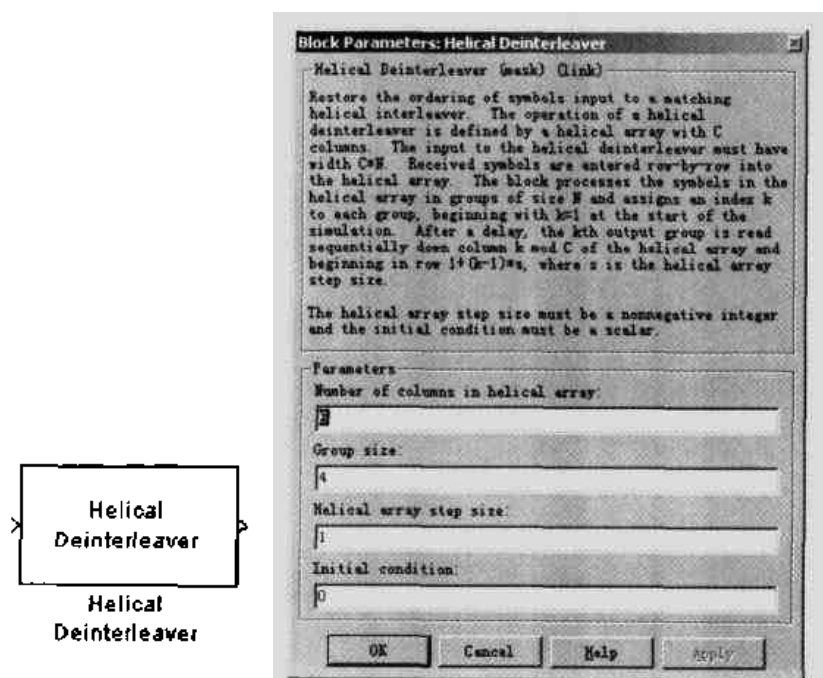 Block Parameters: Helical Deinterleaver
Helical Deinterleaver (mask) (link)
Restore the ordering of symbols input to a matching
helical interleaver. The operation of a helical
deinterleaver is defined by a helical array with C
columns. The input to the helical deinterleaver must have
width C*N. Received symbols are entered row-by-row into
the helical array. The block processes the symbols in the
helical array in groups of size N and assigns an index k
to each group, beginning with k=1 at the start of the
simulation. After a delay, the kth output group is read
sequentially down column k mod C of the helical array and
beginning in row 1+(k-1)*s, where s is the helical array
step size.
The helical array step size must be a nonnegative integer
and the initial condition must be a scalar.
Parameters
Number of columns in helical array:
Group size:
4
Helical array step size:
1
Initial condition:
0
OK
Cancel
Help
Apply
Helical
Deinterleaver
Helical
Deinterleaver